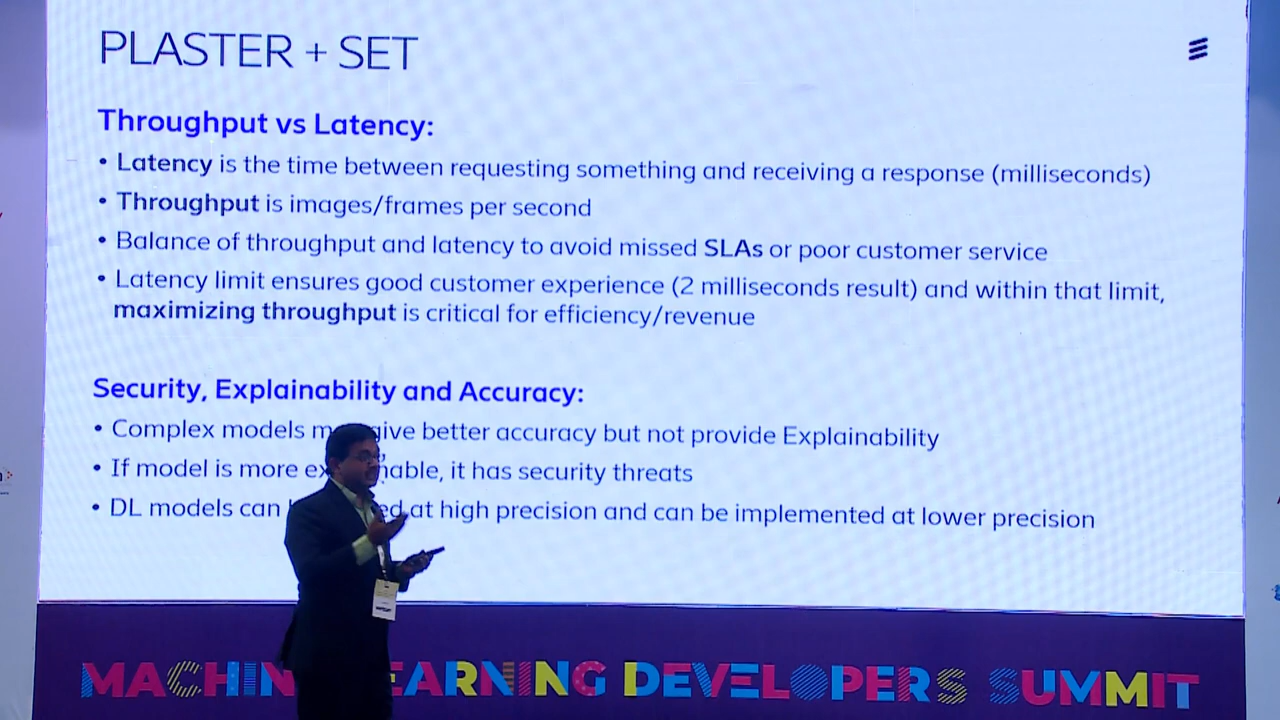 PLASTER + SET
Throughput vs Latency:
• Latency is the time between requesting something and receiving a response (milliseconds)
• Throughput is images/frames per second
• Balance of throughput and latency to avoid missed SLAs or poor customer service
• Latency limit ensures good customer experience (2 milliseconds result) and within that limit,
maximizing throughput is critical for efficiency/revenue
Security, Explainability and Accuracy:
• Complex models give better accuracy but not provide Explainability
• If model is more it has security threats
• DL models can at high precision and can be implemented at lower precision
MACHIN EARNING DEVELOPERS SUMMIT